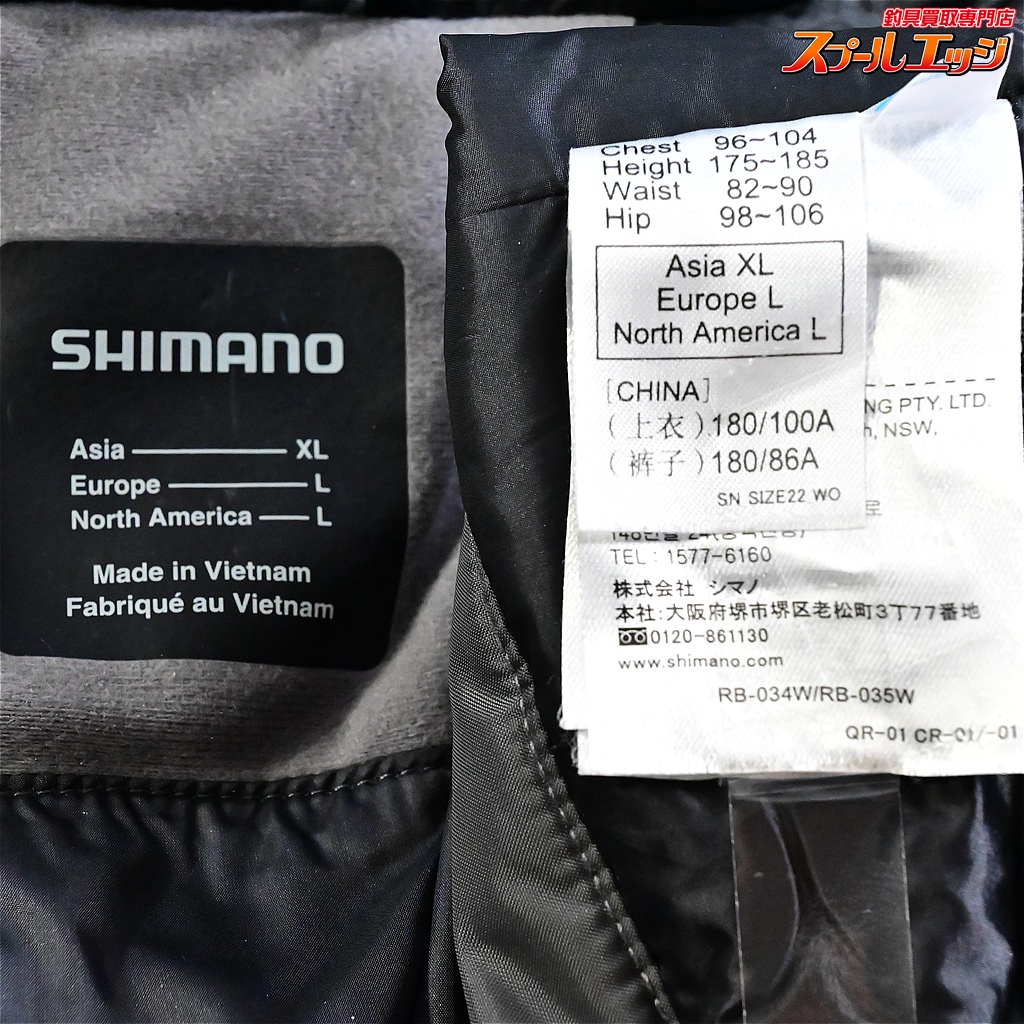 釣具買取専門店
スプールエッジ
SHIMANO
Asia XL
Europe L
North America L
Made in Vietnam
Fabriqué au Vietnam
Chest 96~104
Height 175~185
Waist 82~90
Hip 98~106
Asia XL
Europe L
North America L
[CHINA]
(上衣)180/100A
(裤子)180/86A
SN SIZE22 WO
NG PTY. LTD.
NSW,
로
TEL : 1577-6160
株式会社 シマノ
本社:大阪府堺市堺区老松町3丁77番地
0120-861130
www.shimano.com
RB-034W/RB-035W
QR-01 CR-01/-01